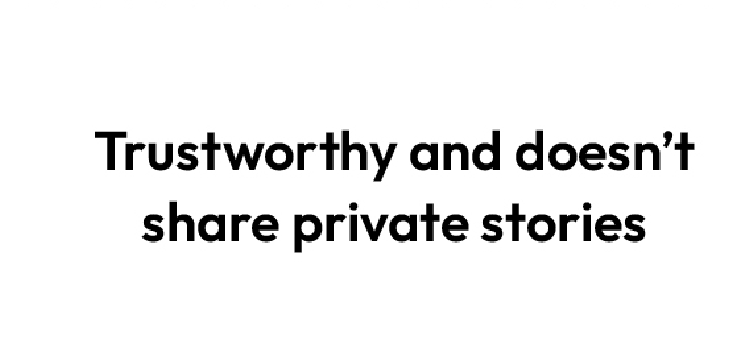 Trustworthy and doesn’t
share private stories